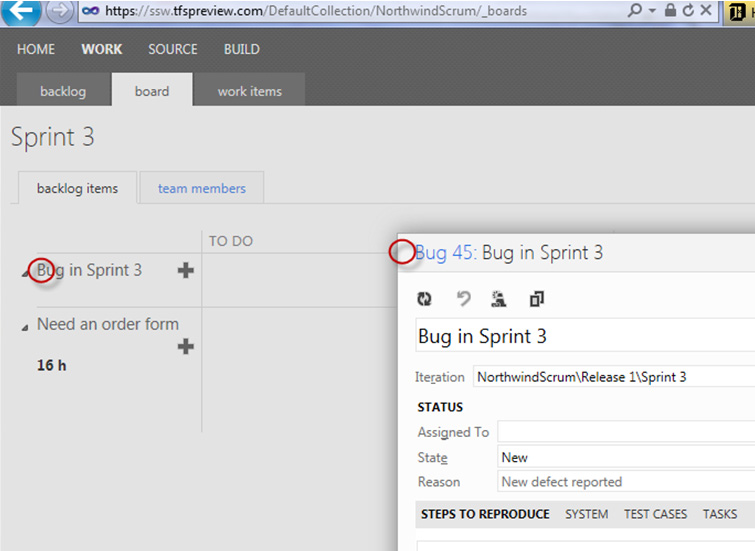 https://ssw.tfspreview.com/DefaultCollection/NorthwindScrum/_boards
HOME WORK SOURCE BUILD
backlog board work items
Sprint 3
backlog items team members
TO DO
Bug in Sprint 3
Need an order form
16 h
Bug 45: Bug in Sprint 3
Bug in Sprint 3
Iteration NorthwindScrum\Release 1\Sprint 3
STATUS
Assigned To
State New
Reason New defect reported
STEPS TO REPRODUCE SYSTEM TEST CASES TASKS